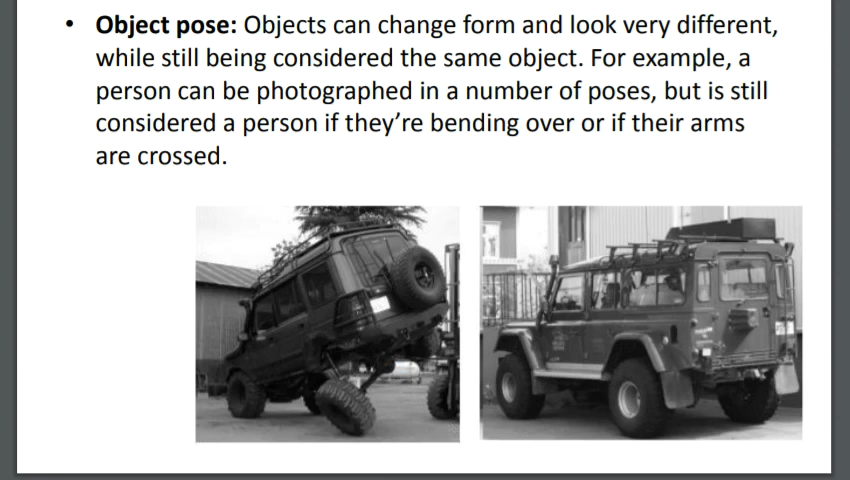 • Object pose: Objects can change form and look very different,
while still being considered the same object. For example, a
person can be photographed in a number of poses, but is still
considered a person if they’re bending over or if their arms
are crossed.